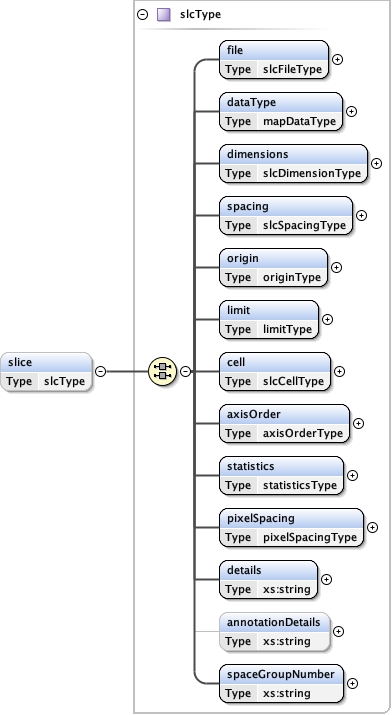 slcType
file
Type slcFileType
dataType
Type mapDataType
dimensions
Type slcDimensionType
spacing
Type slcSpacingType
origin
Type originType
limit
Type limitType
slice
Type slcType
cell
Type slcCellType
axisOrder
Type axisOrderType
statistics
Type statisticsType
pixelSpacing
Type pixelSpacingType
details
Type xs:string
annotationDetails
Type xs:string
spaceGroupNumber
Type xs:string